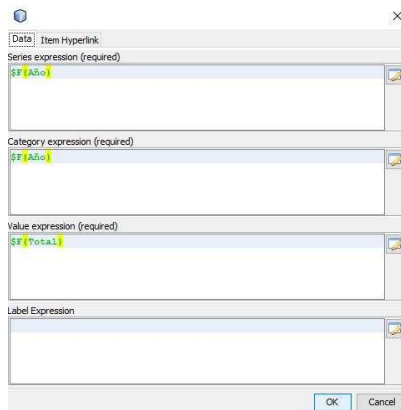 Data Item Hyperlink
Series expression (required)
$F{Año}
Category expression (required)
$F{Año}
Value expression (required)
$F{Total}
Label Expression
OK Cancel